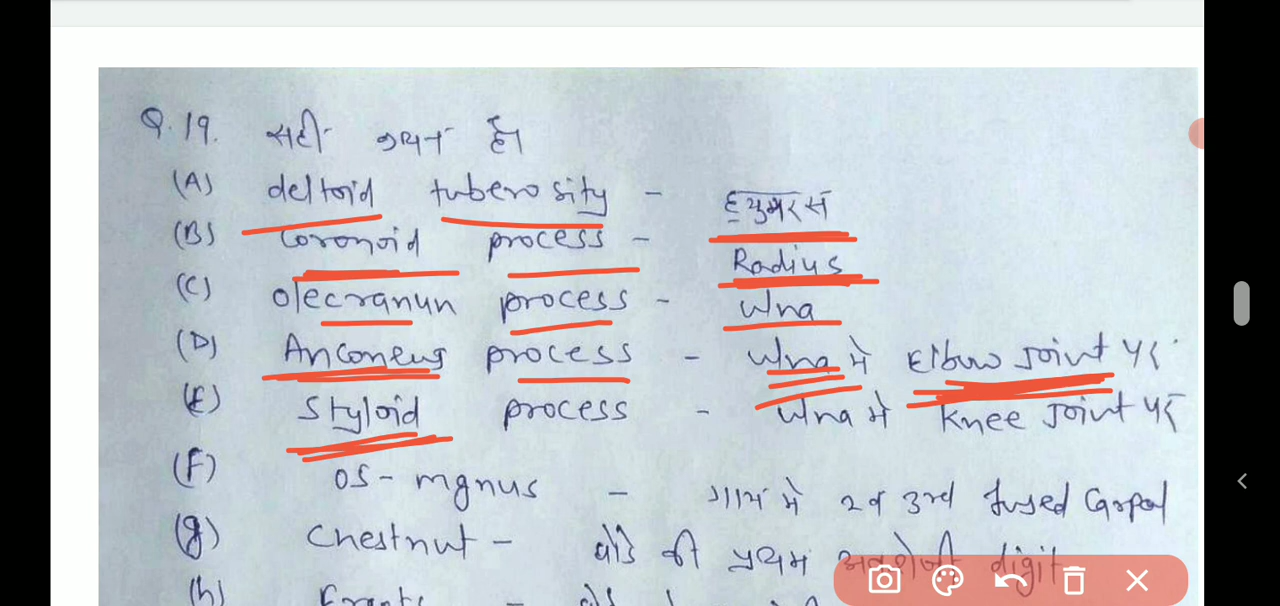 Q.19. सही कथन है।
(A) deltoid tuberosity - ह्युमरस
(B) Coronoid process - Radius
(C) Olecranun process - Ulna
(D) Anconeus process - Ulna में Elbow Joint पर
(E) Styloid process - Ulna में Knee Joint पर
(F) OS-mgnus - गाय में 2 व 3rd fused Carpal
(g) Chestnut - घोडे की प्रथम अवशेषी digit
(h)